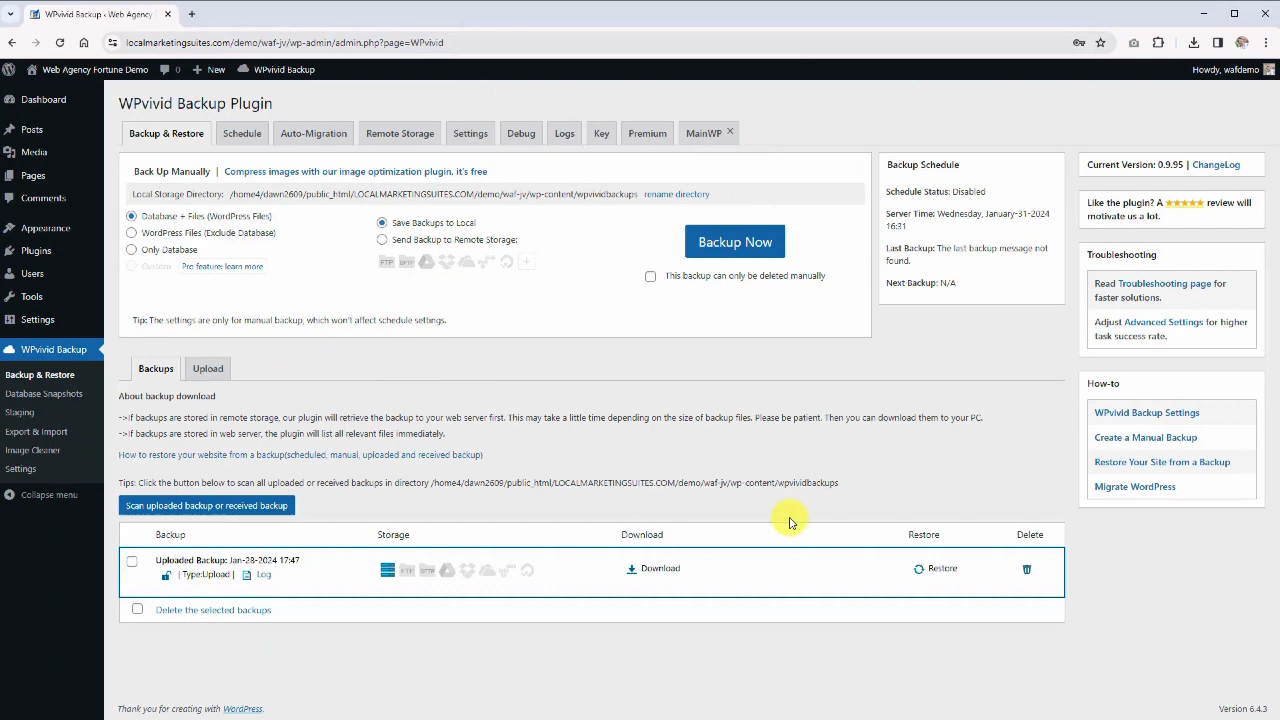 WPvivid Backup ‹ Web Agency
localmarketingsuites.com/demo/waf-jv/wp-admin/admin.php?page=WPvivid
Web Agency Fortune Demo
0
New
WPvivid Backup
Howdy, wafdemo
Dashboard
Posts
Media
Pages
Comments
Appearance
Plugins
Users
Tools
Settings
WPvivid Backup
Backup & Restore
Database Snapshots
Staging
Export & Import
Image Cleaner
Settings
Collapse menu
WPvivid Backup Plugin
Backup & Restore
Schedule
Auto-Migration
Remote Storage
Settings
Debug
Logs
Key
Premium
MainWP
Back Up Manually | Compress images with our image optimization plugin, it's free
Local Storage Directory: /home4/dawn2609/public_html/LOCALMARKETINGSUITES.COM/demo/waf-jv/wp-content/wpvividbackups rename directory
Database + Files (WordPress Files)
WordPress Files (Exclude Database)
Only Database
Custom Pro feature: learn more
Save Backups to Local
Send Backup to Remote Storage:
FTP SFTP
Backup Now
This backup can only be deleted manually
Tip: The settings are only for manual backup, which won't affect schedule settings.
Backup Schedule
Schedule Status: Disabled
Server Time: Wednesday, January-31-2024
16:31
Last Backup: The last backup message not
found.
Next Backup: N/A
Current Version: 0.9.95 | ChangeLog
Like the plugin? A ★★★★★ review will
motivate us a lot.
Troubleshooting
Read Troubleshooting page for
faster solutions.
Adjust Advanced Settings for higher
task success rate.
How-to
WPvivid Backup Settings
Create a Manual Backup
Restore Your Site from a Backup
Migrate WordPress
Backups
Upload
About backup download
->If backups are stored in remote storage, our plugin will retrieve the backup to your web server first. This may take a little time depending on the size of backup files. Please be patient. Then you can download them to your PC.
->If backups are stored in web server, the plugin will list all relevant files immediately.
How to restore your website from a backup(scheduled, manual, uploaded and received backup)
Tips: Click the button below to scan all uploaded or received backups in directory /home4/dawn2609/public_html/LOCALMARKETINGSUITES.COM/demo/waf-jv/wp-content/wpvividbackups
Scan uploaded backup or received backup
Backup
Storage
Download
Restore
Delete
Uploaded Backup: Jan-28-2024 17:47
| Type:Upload | Log
FTP SFTP
Download
Restore
Delete the selected backups
Thank you for creating with WordPress.
Version 6.4.3